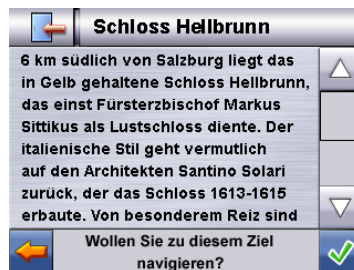 Schloss Hellbrunn
6 km südlich von Salzburg liegt das
in Gelb gehaltene Schloss Hellbrunn,
das einst Fürsterzbischof Markus
Sittikus als Lustschloss diente. Der
italienische Stil geht vermutlich
auf den Architekten Santino Solari
zurück, der das Schloss 1613-1615
erbaute. Von besonderem Reiz sind
Wollen Sie zu diesem Ziel
navigieren?